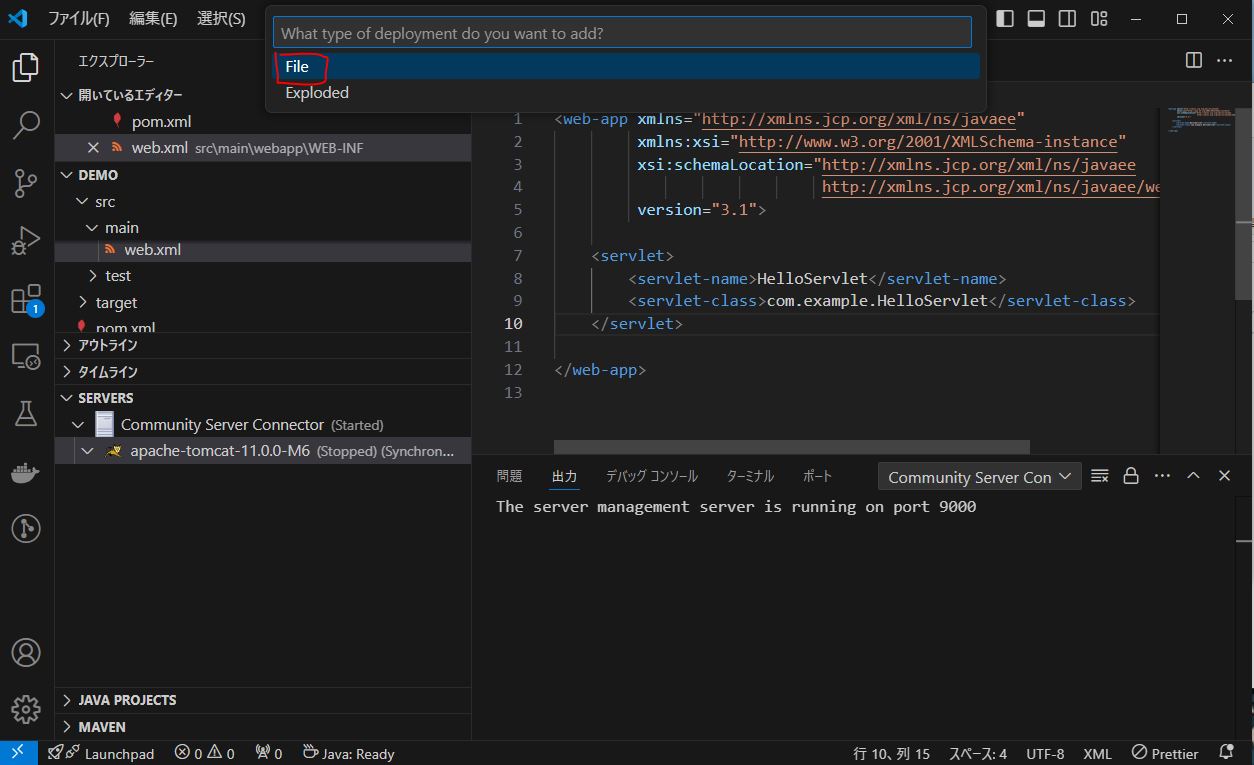 ファイル(F) 編集(E) 選択(S)
What type of deployment do you want to add?
File
Exploded
エクスプローラー
開いているエディター
pom.xml
web.xml src\main\webapp\WEB-INF
DEMO
src
main
web.xml
test
target
pom.xml
アウトライン
タイムライン
SERVERS
Community Server Connector (Started)
apache-tomcat-11.0.0-M6 (Stopped) (Synchron...
JAVA PROJECTS
MAVEN
1 <web-app xmlns="http://xmlns.jcp.org/xml/ns/javaee"
2 xmlns:xsi="http://www.w3.org/2001/XMLSchema-instance"
3 xsi:schemaLocation="http://xmlns.jcp.org/xml/ns/javaee
4 http://xmlns.jcp.org/xml/ns/javaee/we
5 version="3.1">
6
7 <servlet>
8 <servlet-name>HelloServlet</servlet-name>
9 <servlet-class>com.example.HelloServlet</servlet-class>
10 </servlet>
11
12 </web-app>
13
問題 出力 デバッグ コンソール ターミナル ポート Community Server Con
The server management server is running on port 9000
1
Launchpad 0 0 0 Java: Ready 行 10、列 15 スペース: 4 UTF-8 XML Prettier